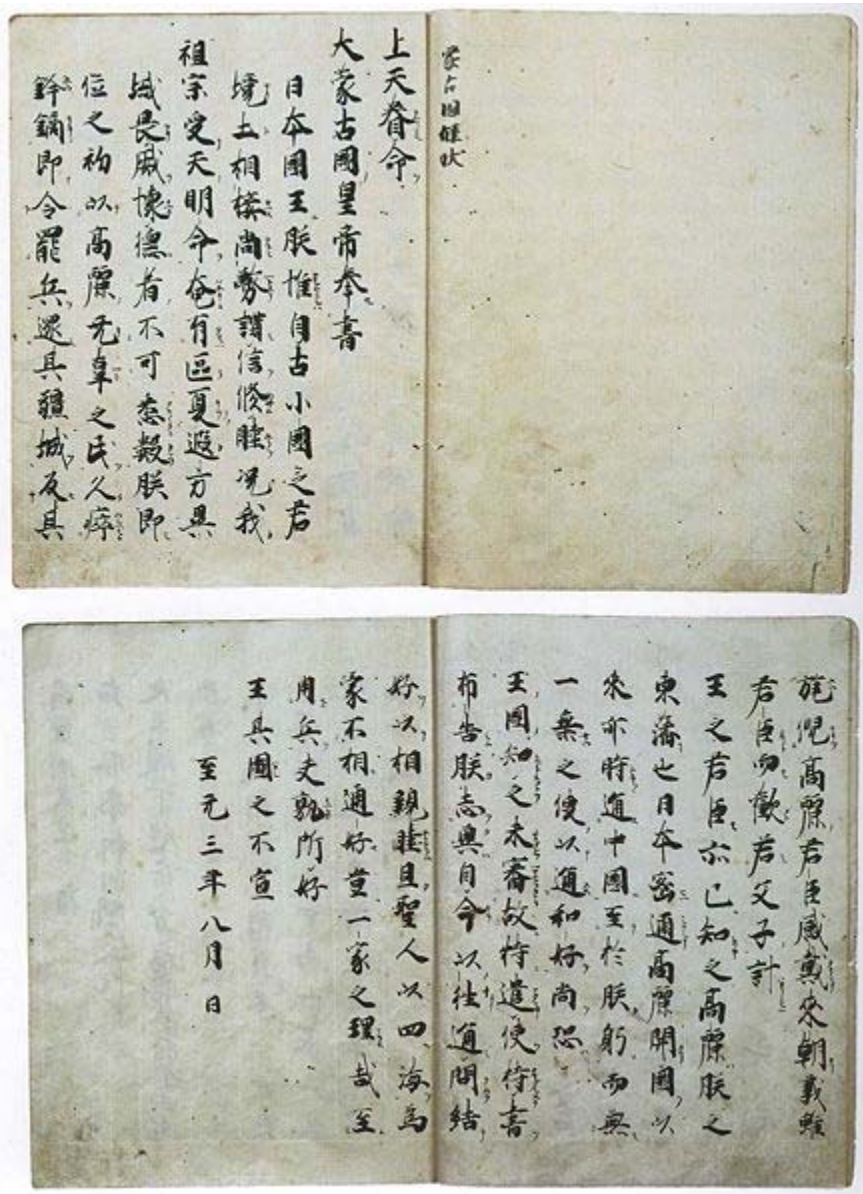 蒙古国牒状
上天眷命
大蒙古國皇帝奉書
日本國王朕惟自古小國之君
境土相接尚務講信修睦况我
祖宗受天明命奄有區夏遐方異
域畏威懐德者不可悉數朕即
位之初以高麗无辜之民久瘁
鋒鏑即令罷兵還其疆域反其
旄倪高麗君臣感戴来朝義雖
君臣而歡若父子計
王之君臣亦已知之高麗朕之
東藩也日本密邇高麗開國以
来亦時通中國至於朕躬而無
一乗之使以通和好尚恐
王國知之未審故特遣使持書
布告朕志冀自今以往通問結
好以相親睦且聖人以四海為
家不相通好豈一家之理哉至
用兵夫孰所好
王其圖之不宣
至元三年八月日